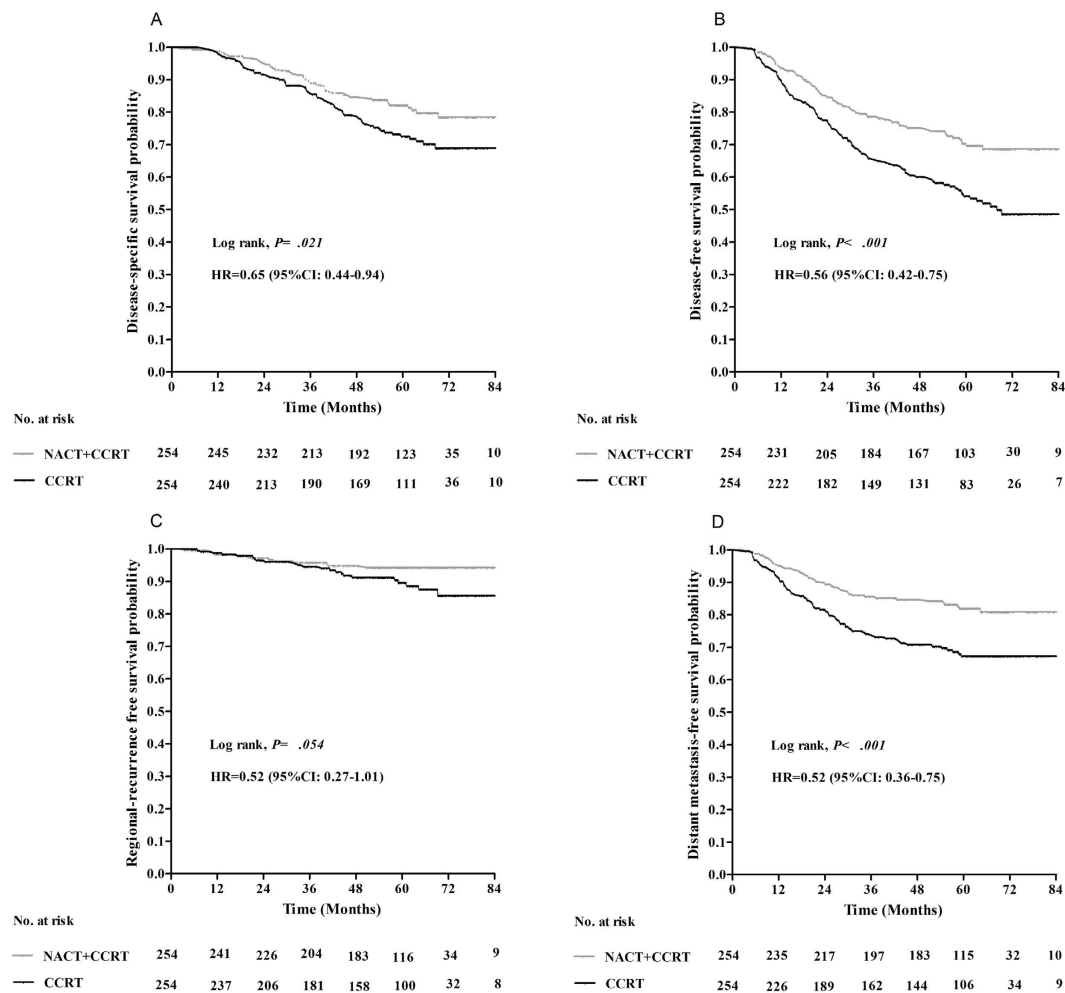 A
Disease-specific survival probability
1.0
0.9
0.8
0.7
0.6
0.5
0.4
0.3
0.2
0.1
0.0
Log rank, P= .021
HR=0.65 (95%CI: 0.44-0.94)
0 12 24 36 48 60 72 84
Time (Months)
No. at risk
NACT+CCRT 254 245 232 213 192 123 35 10
CCRT 254 240 213 190 169 111 36 10
B
Disease-free survival probability
1.0
0.9
0.8
0.7
0.6
0.5
0.4
0.3
0.2
0.1
0.0
Log rank, P< .001
HR=0.56 (95%CI: 0.42-0.75)
0 12 24 36 48 60 72 84
Time (Months)
No. at risk
NACT+CCRT 254 231 205 184 167 103 30 9
CCRT 254 222 182 149 131 83 26 7
C
Regional-recurrence free survival probability
1.0
0.9
0.8
0.7
0.6
0.5
0.4
0.3
0.2
0.1
0.0
Log rank, P= .054
HR=0.52 (95%CI: 0.27-1.01)
0 12 24 36 48 60 72 84
Time (Months)
No. at risk
NACT+CCRT 254 241 226 204 183 116 34 9
CCRT 254 237 206 181 158 100 32 8
D
Distant metastasis-free survival probability
1.0
0.9
0.8
0.7
0.6
0.5
0.4
0.3
0.2
0.1
0.0
Log rank, P< .001
HR=0.52 (95%CI: 0.36-0.75)
0 12 24 36 48 60 72 84
Time (Months)
No. at risk
NACT+CCRT 254 235 217 197 183 115 32 10
CCRT 254 226 189 162 144 106 34 9